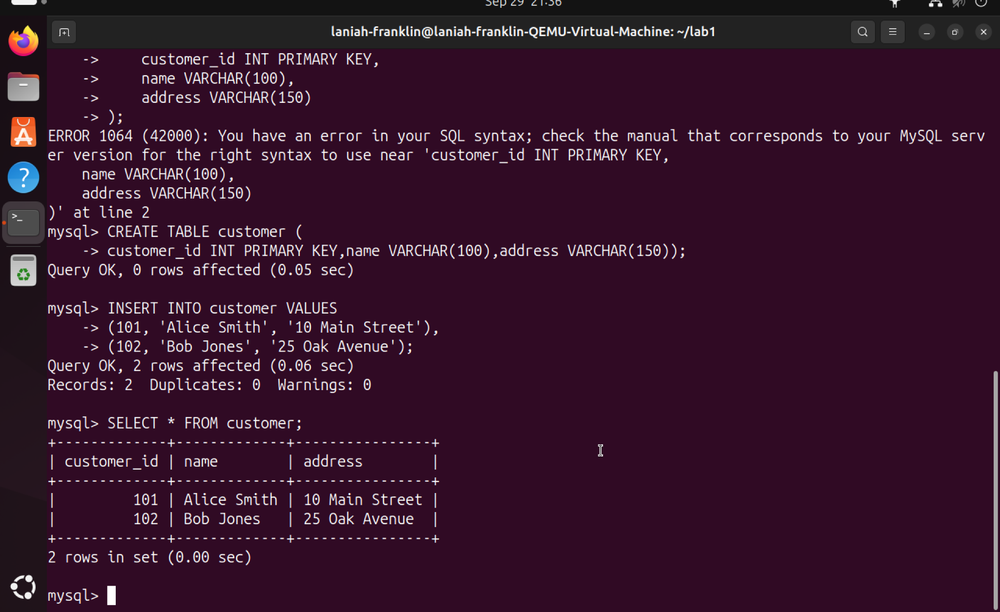 Sep 29 21:36
laniah-franklin@laniah-franklin-QEMU-Virtual-Machine: ~/lab1
    ->     customer_id INT PRIMARY KEY,
    ->     name VARCHAR(100),
    ->     address VARCHAR(150)
    -> );
ERROR 1064 (42000): You have an error in your SQL syntax; check the manual that corresponds to your MySQL serv
er version for the right syntax to use near 'customer_id INT PRIMARY KEY,
    name VARCHAR(100),
    address VARCHAR(150)
)' at line 2
mysql> CREATE TABLE customer (
    -> customer_id INT PRIMARY KEY,name VARCHAR(100),address VARCHAR(150));
Query OK, 0 rows affected (0.05 sec)

mysql> INSERT INTO customer VALUES
    -> (101, 'Alice Smith', '10 Main Street'),
    -> (102, 'Bob Jones', '25 Oak Avenue');
Query OK, 2 rows affected (0.06 sec)
Records: 2  Duplicates: 0  Warnings: 0

mysql> SELECT * FROM customer;
+-------------+-------------+----------------+
| customer_id | name        | address        |
+-------------+-------------+----------------+
|         101 | Alice Smith | 10 Main Street |
|         102 | Bob Jones   | 25 Oak Avenue  |
+-------------+-------------+----------------+
2 rows in set (0.00 sec)

mysql>